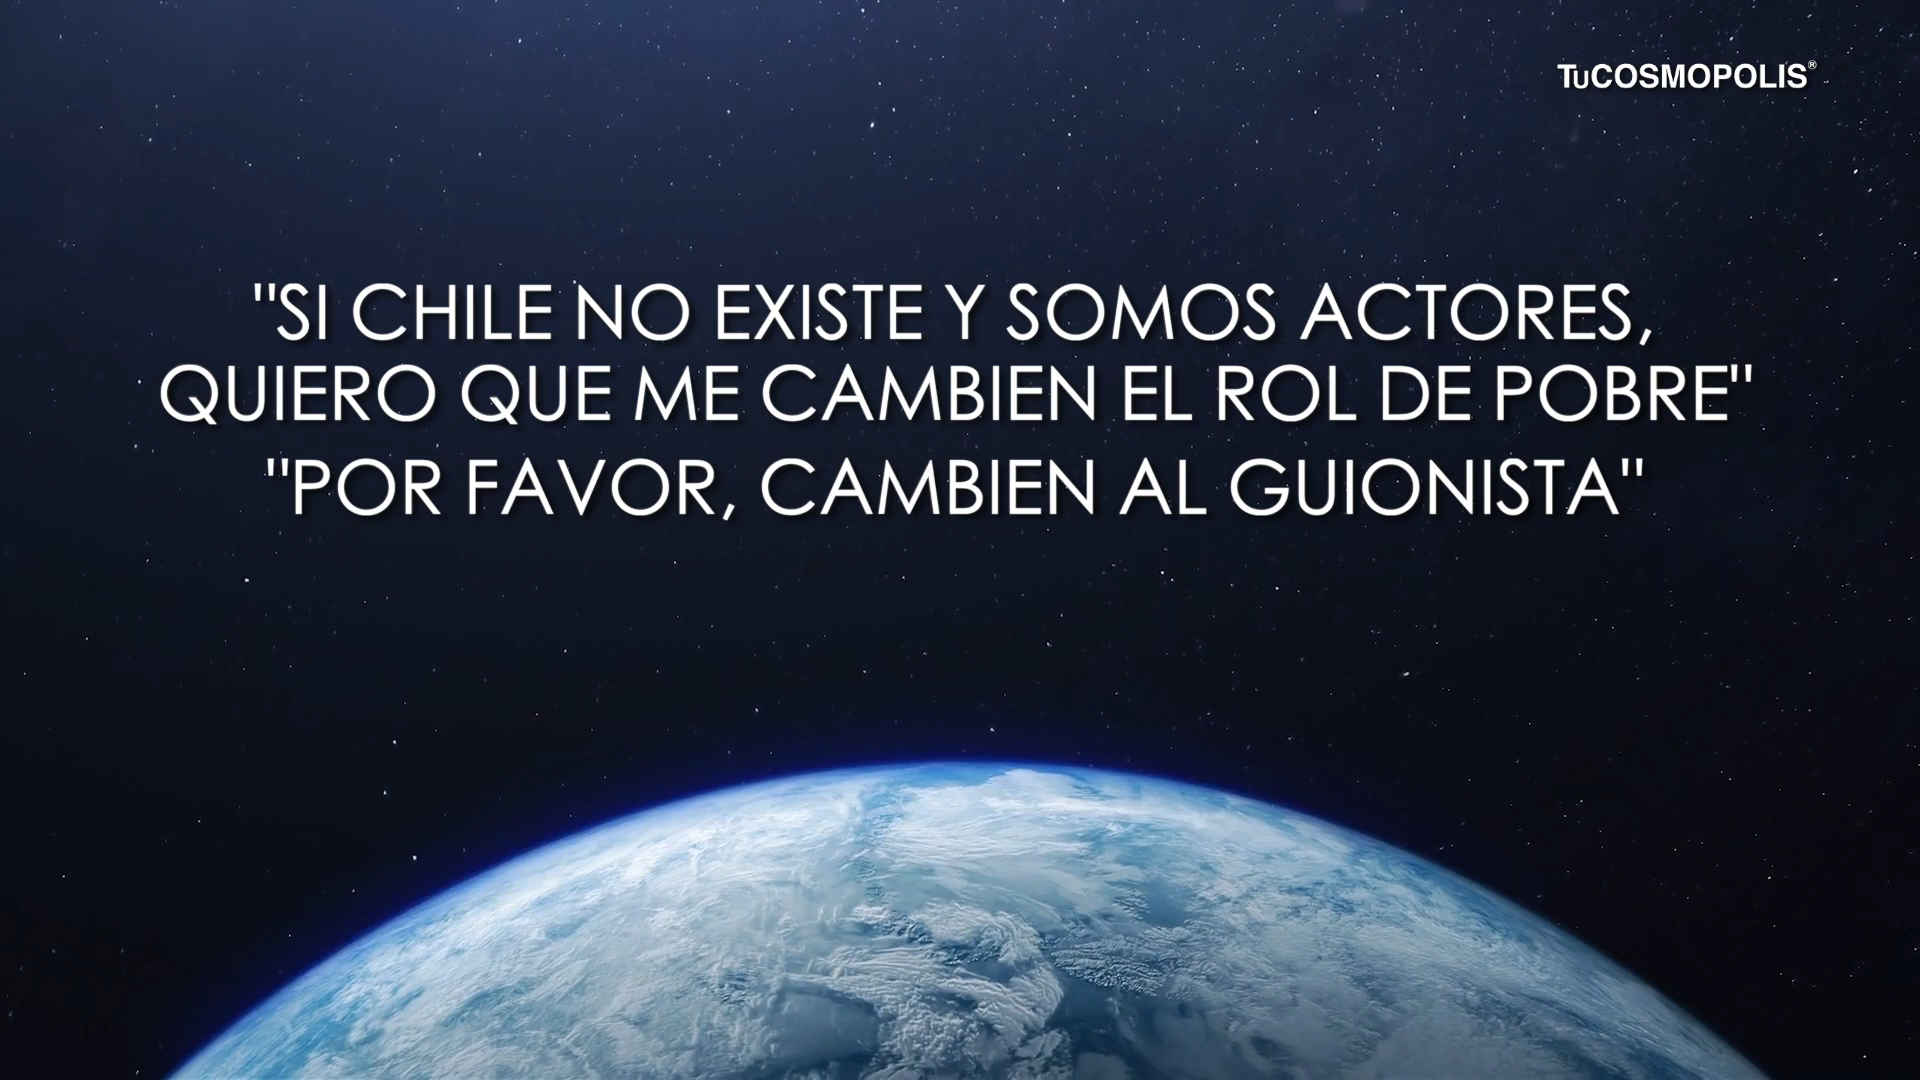 TuCOSMOPOLIS®
"SI CHILE NO EXISTE Y SOMOS ACTORES,
QUIERO QUE ME CAMBIEN EL ROL DE POBRE"
"POR FAVOR, CAMBIEN AL GUIONISTA"